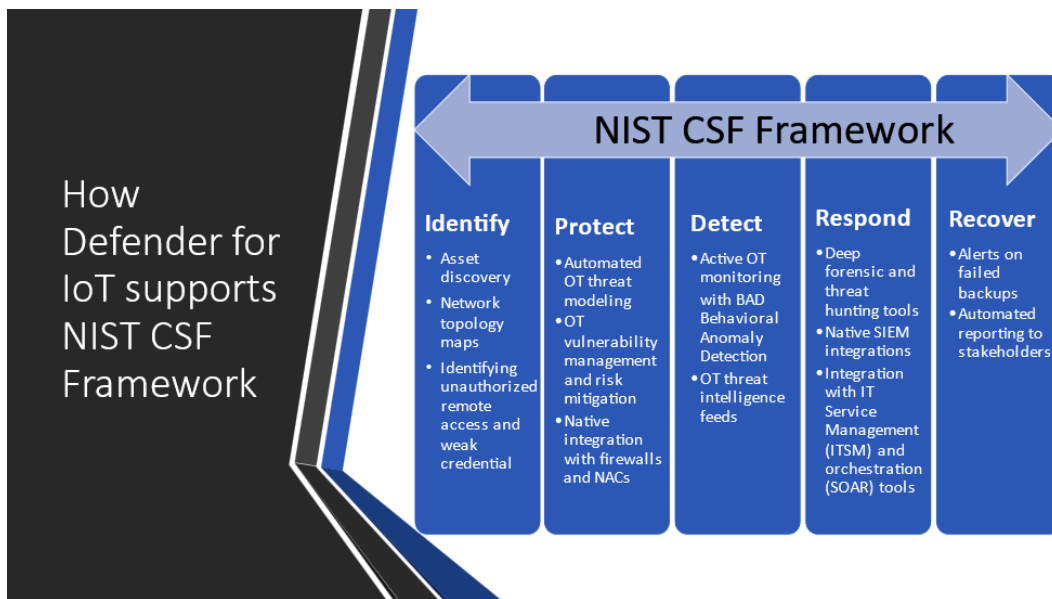 How
Defender for
IoT supports
NIST CSF
Framework
NIST CSF Framework
Identify
• Asset
discovery
• Network
topology
maps
• Identifying
unauthorized
remote
access and
weak
credential
Protect
•Automated
OT threat
modeling
•OT
vulnerability
management
and risk
mitigation
•Native
integration
with firewalls
and NACs
Detect
•Active OT
monitoring
with BAD
Behavioral
Anomaly
Detection
•OT threat
intelligence
feeds
Respond
•Deep
forensic and
threat
hunting tools
•Native SIEM
integrations
•Integration
with IT
Service
Management
(ITSM) and
orchestration
(SOAR) tools
Recover
•Alerts on
failed
backups
•Automated
reporting to
stakeholders